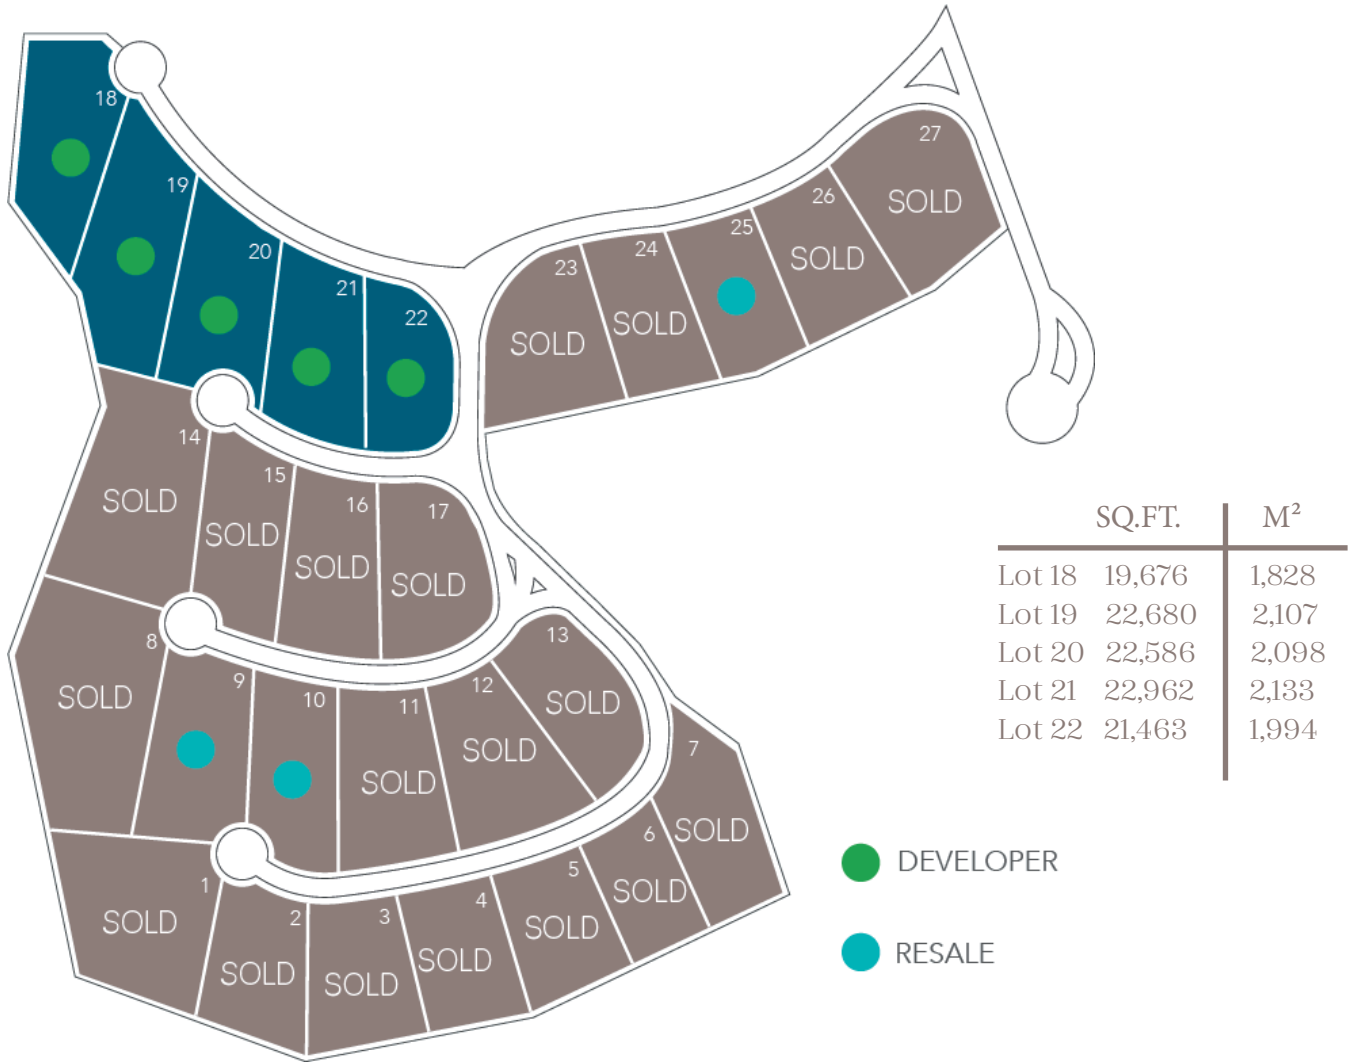 18
19
20
21
22
23
SOLD
24
SOLD
25
26
SOLD
27
SOLD
14
SOLD
15
SOLD
16
SOLD
17
SOLD
8
SOLD
9
10
11
SOLD
12
SOLD
13
SOLD
1
SOLD
2
SOLD
3
SOLD
4
SOLD
5
SOLD
6
SOLD
7
SOLD
SQ.FT. M²
Lot 18 19,676 1,828
Lot 19 22,680 2,107
Lot 20 22,586 2,098
Lot 21 22,962 2,133
Lot 22 21,463 1,994
DEVELOPER
RESALE